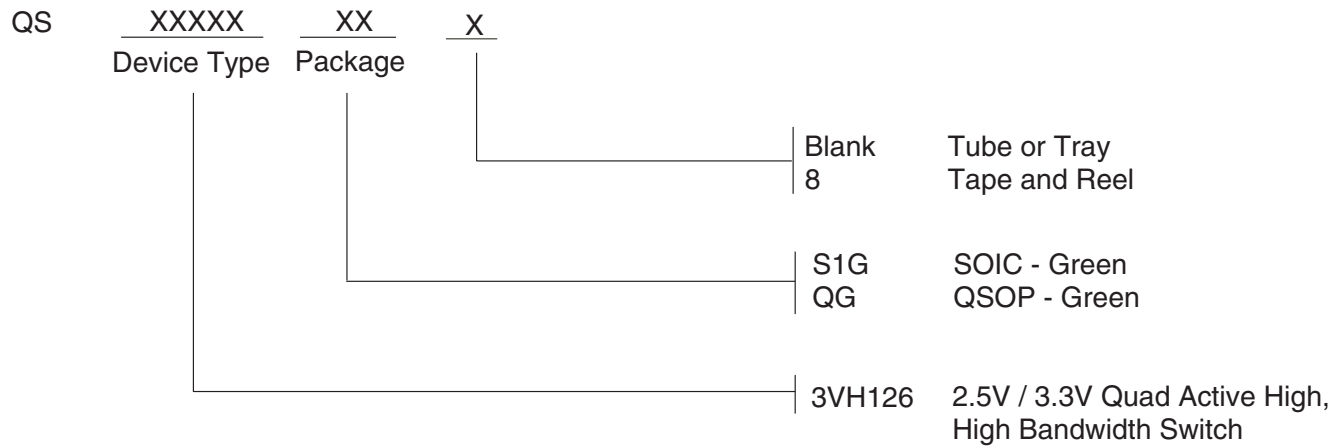 QS XXXXX XX X
Device Type Package
Blank Tube or Tray
8 Tape and Reel
S1G SOIC - Green
QG QSOP - Green
3VH126 2.5V / 3.3V Quad Active High,
High Bandwidth Switch